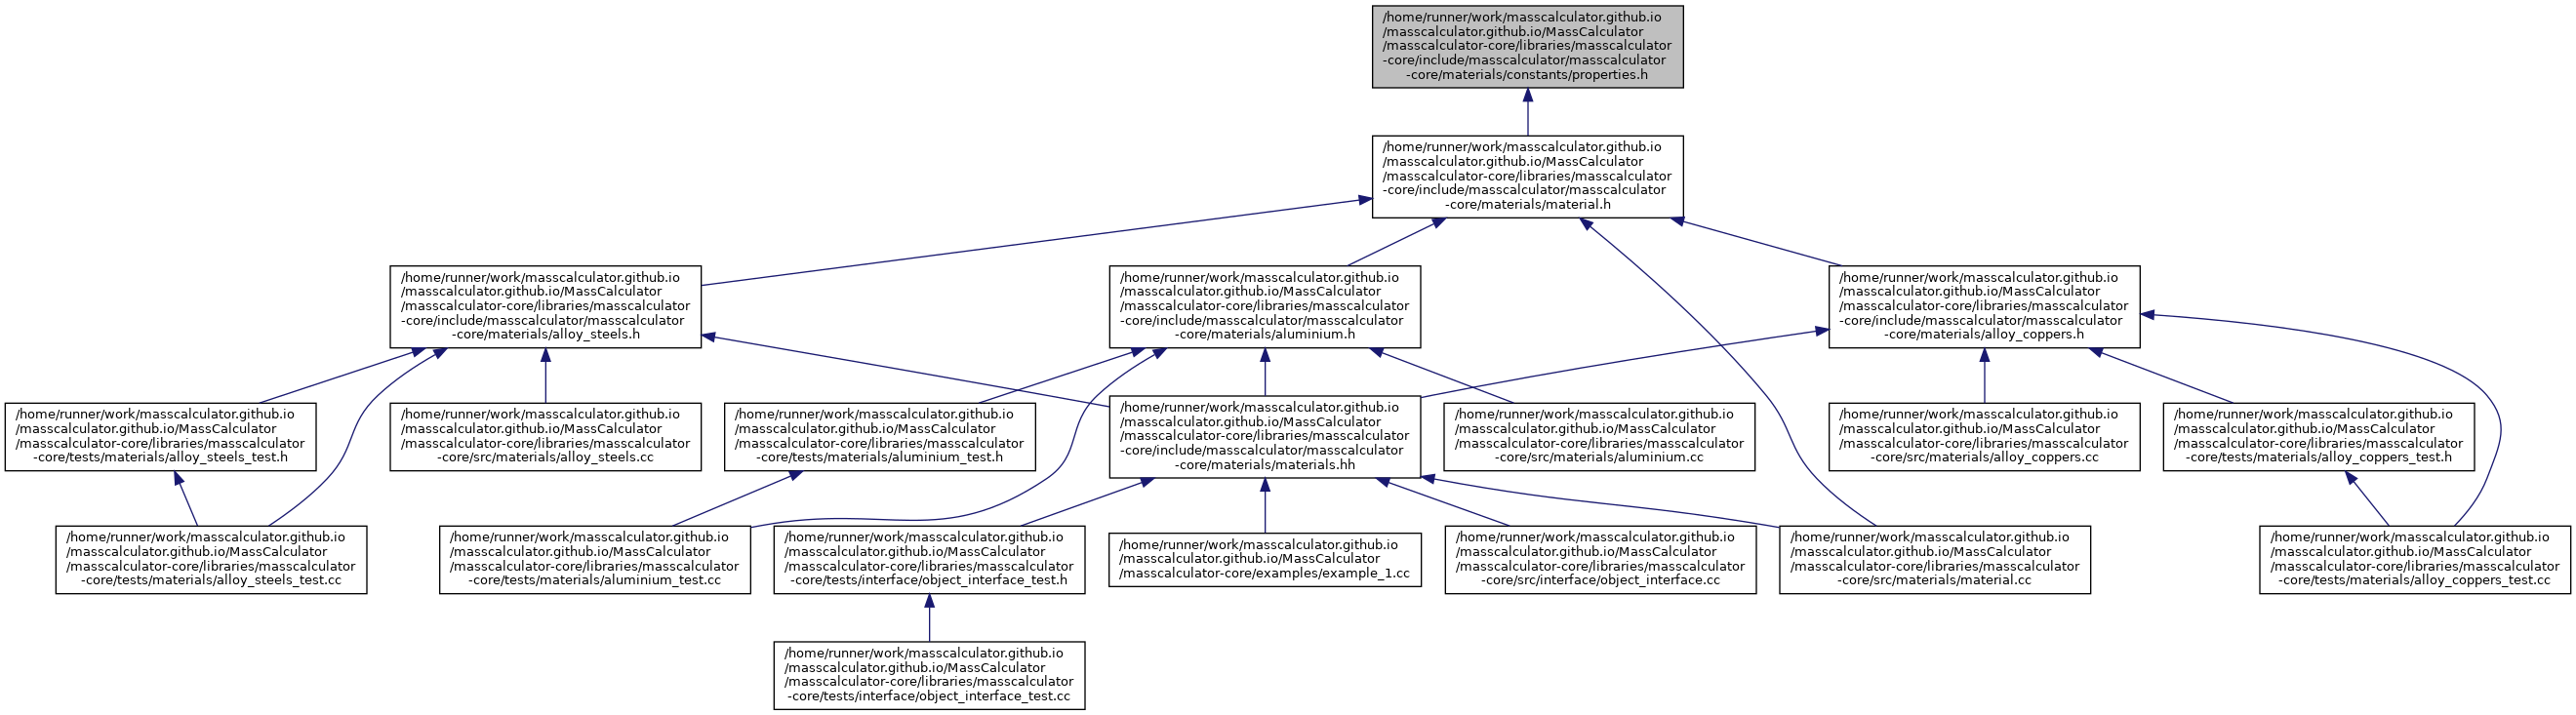 /home/runner/work/masscalculator.github.io
/masscalculator.github.io/MassCalculator
/masscalculator-core/libraries/masscalculator
-core/include/masscalculator/masscalculator
-core/materials/constants/properties.h
/home/runner/work/masscalculator.github.io
/masscalculator.github.io/MassCalculator
/masscalculator-core/libraries/masscalculator
-core/include/masscalculator/masscalculator
-core/materials/material.h
/home/runner/work/masscalculator.github.io
/masscalculator.github.io/MassCalculator
/masscalculator-core/libraries/masscalculator
-core/include/masscalculator/masscalculator
-core/materials/alloy_steels.h
/home/runner/work/masscalculator.github.io
/masscalculator.github.io/MassCalculator
/masscalculator-core/libraries/masscalculator
-core/include/masscalculator/masscalculator
-core/materials/aluminium.h
/home/runner/work/masscalculator.github.io
/masscalculator.github.io/MassCalculator
/masscalculator-core/libraries/masscalculator
-core/include/masscalculator/masscalculator
-core/materials/alloy_coppers.h
/home/runner/work/masscalculator.github.io
/masscalculator.github.io/MassCalculator
/masscalculator-core/libraries/masscalculator
-core/tests/materials/alloy_steels_test.h
/home/runner/work/masscalculator.github.io
/masscalculator.github.io/MassCalculator
/masscalculator-core/libraries/masscalculator
-core/src/materials/alloy_steels.cc
/home/runner/work/masscalculator.github.io
/masscalculator.github.io/MassCalculator
/masscalculator-core/libraries/masscalculator
-core/tests/materials/aluminium_test.h
/home/runner/work/masscalculator.github.io
/masscalculator.github.io/MassCalculator
/masscalculator-core/libraries/masscalculator
-core/include/masscalculator/masscalculator
-core/materials/materials.hh
/home/runner/work/masscalculator.github.io
/masscalculator.github.io/MassCalculator
/masscalculator-core/libraries/masscalculator
-core/src/materials/aluminium.cc
/home/runner/work/masscalculator.github.io
/masscalculator.github.io/MassCalculator
/masscalculator-core/libraries/masscalculator
-core/src/materials/alloy_coppers.cc
/home/runner/work/masscalculator.github.io
/masscalculator.github.io/MassCalculator
/masscalculator-core/libraries/masscalculator
-core/tests/materials/alloy_coppers_test.h
/home/runner/work/masscalculator.github.io
/masscalculator.github.io/MassCalculator
/masscalculator-core/libraries/masscalculator
-core/tests/materials/alloy_steels_test.cc
/home/runner/work/masscalculator.github.io
/masscalculator.github.io/MassCalculator
/masscalculator-core/libraries/masscalculator
-core/tests/materials/aluminium_test.cc
/home/runner/work/masscalculator.github.io
/masscalculator.github.io/MassCalculator
/masscalculator-core/libraries/masscalculator
-core/tests/interface/object_interface_test.h
/home/runner/work/masscalculator.github.io
/masscalculator.github.io/MassCalculator
/masscalculator-core/examples/example_1.cc
/home/runner/work/masscalculator.github.io
/masscalculator.github.io/MassCalculator
/masscalculator-core/libraries/masscalculator
-core/src/interface/object_interface.cc
/home/runner/work/masscalculator.github.io
/masscalculator.github.io/MassCalculator
/masscalculator-core/libraries/masscalculator
-core/src/materials/material.cc
/home/runner/work/masscalculator.github.io
/masscalculator.github.io/MassCalculator
/masscalculator-core/libraries/masscalculator
-core/tests/materials/alloy_coppers_test.cc
/home/runner/work/masscalculator.github.io
/masscalculator.github.io/MassCalculator
/masscalculator-core/libraries/masscalculator
-core/tests/interface/object_interface_test.cc